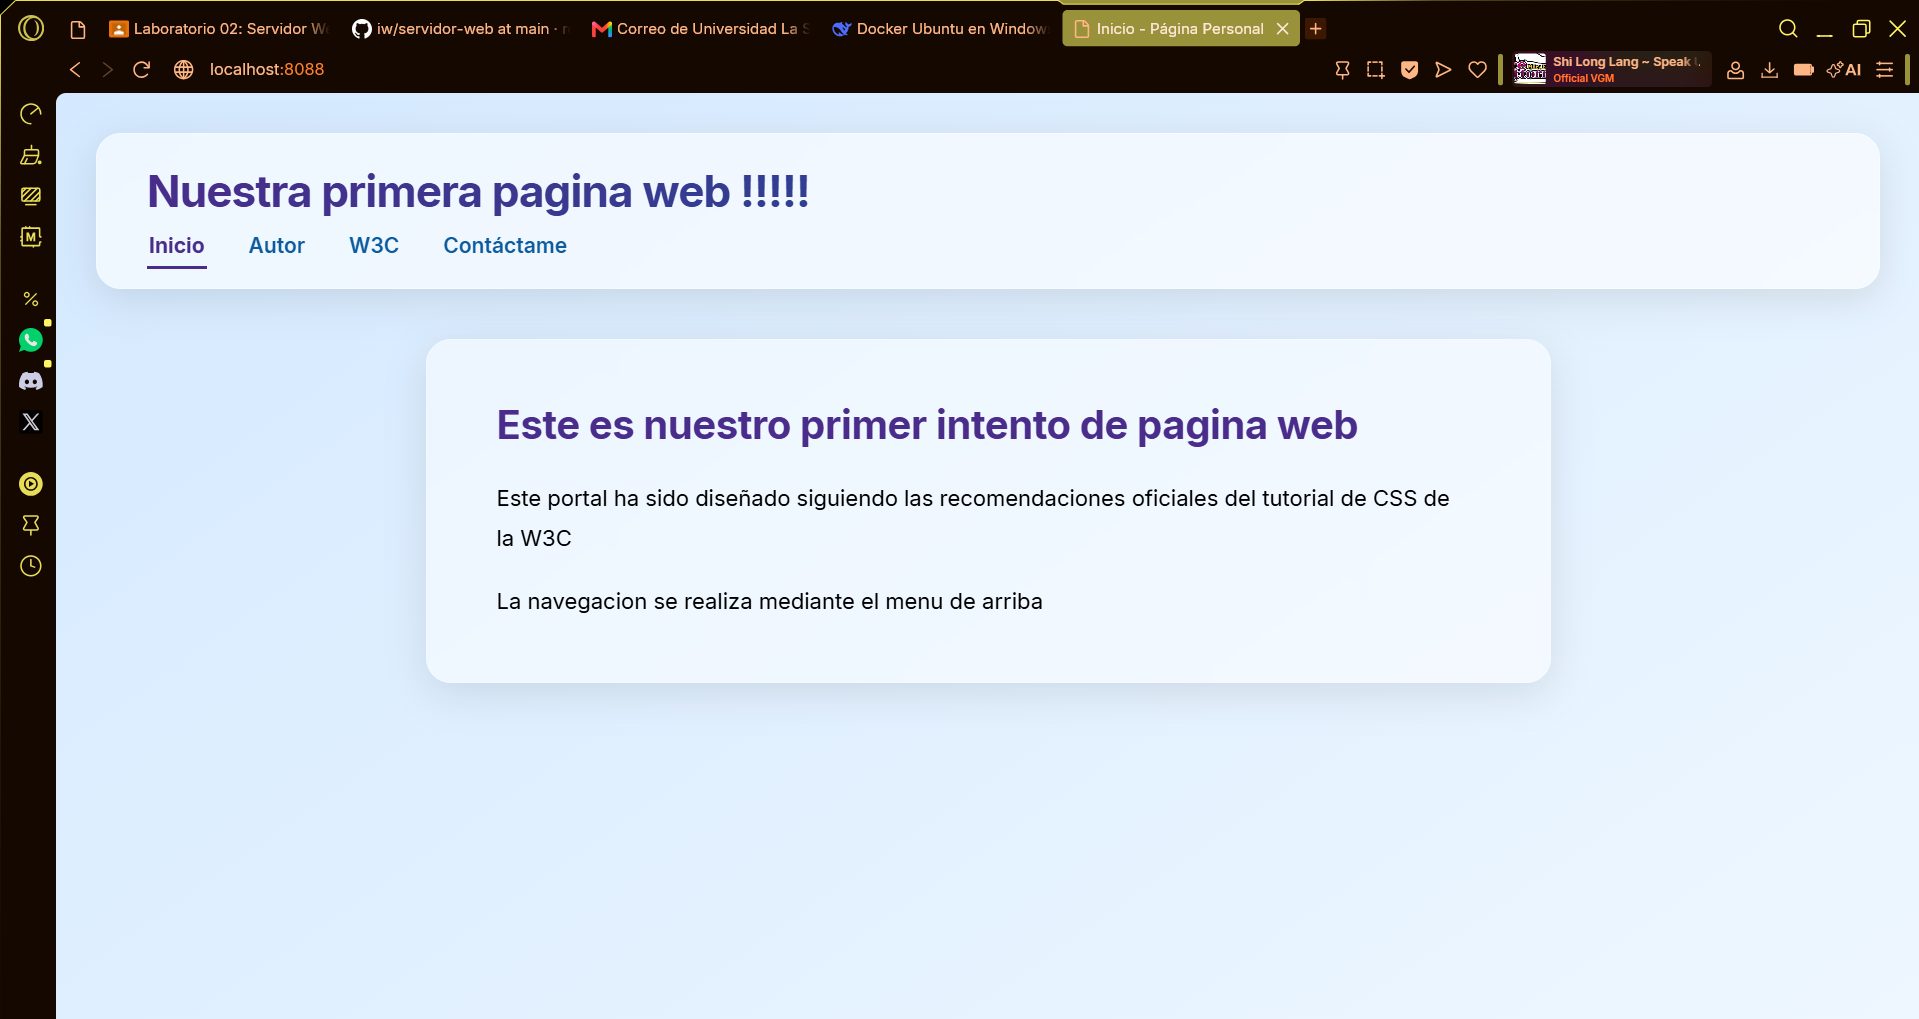 Laboratorio 02: Servidor We
iw/servidor-web at main · r
Correo de Universidad La S
Docker Ubuntu en Window
Inicio - Página Personal
localhost:8088
Shi Long Lang ~ Speak
Official VGM
AI
M
Nuestra primera pagina web !!!!!
Inicio Autor W3C Contáctame
Este es nuestro primer intento de pagina web
Este portal ha sido diseñado siguiendo las recomendaciones oficiales del tutorial de CSS de
la W3C
La navegacion se realiza mediante el menu de arriba